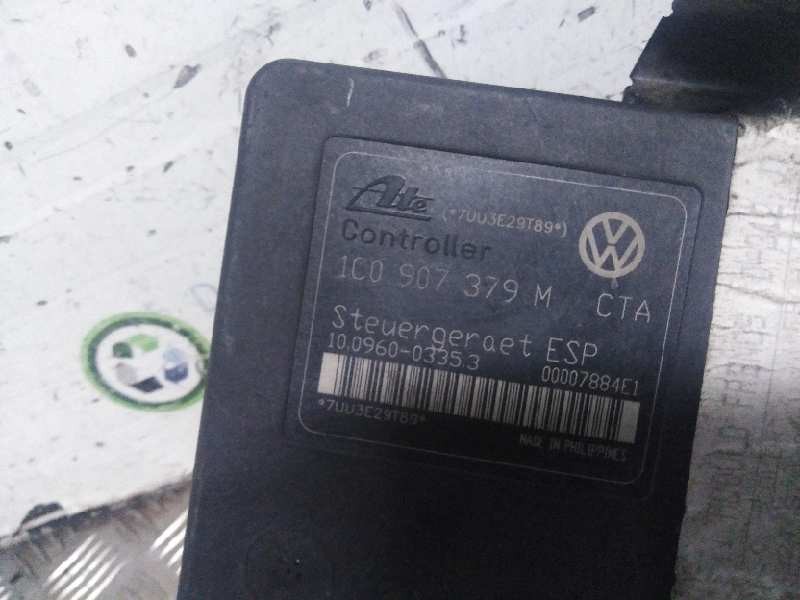 Ate (*7UU3E29T89*)
Controller
1C0 907 379 M CTA
Steuergeraet ESP
10.0960-0335.3 00007884E1
*7UU3E29T89*
MADE IN PHILIPPINES